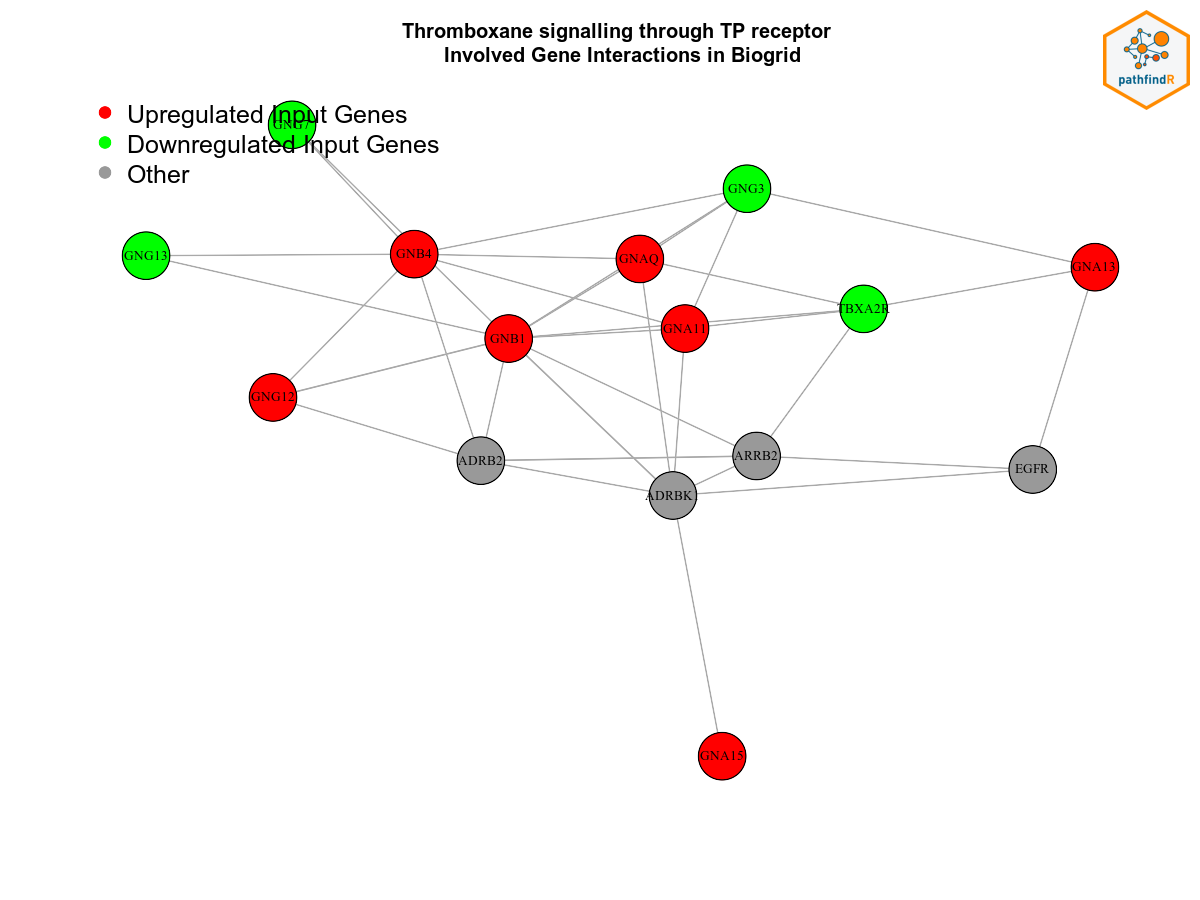 Thromboxane signalling through TP receptor
Involved Gene Interactions in Biogrid
pathfindR
Upregulated Input Genes
GNG7
Downregulated Input Genes
Other
GNG3
GNG13
GNB4
GNAQ
GNA13
TBXA2R
GNA11
GNB1
GNG12
ADRB2
ARRB2
EGFR
ADRBK
GNA15